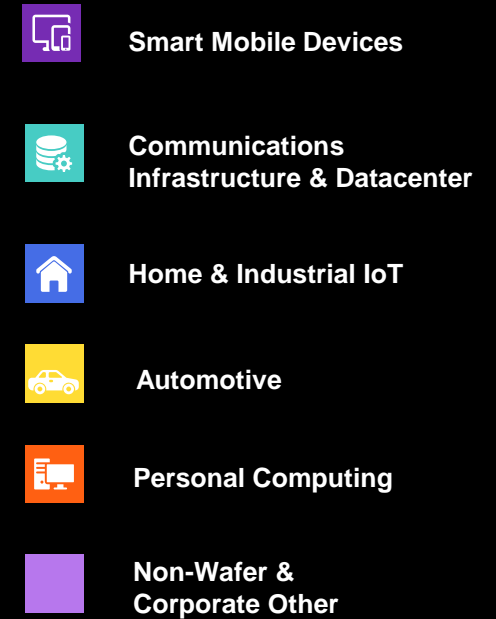 Smart Mobile Devices
Communications
Infrastructure & Datacenter
Home & Industrial IoT
Automotive
Personal Computing
Non-Wafer &
Corporate Other